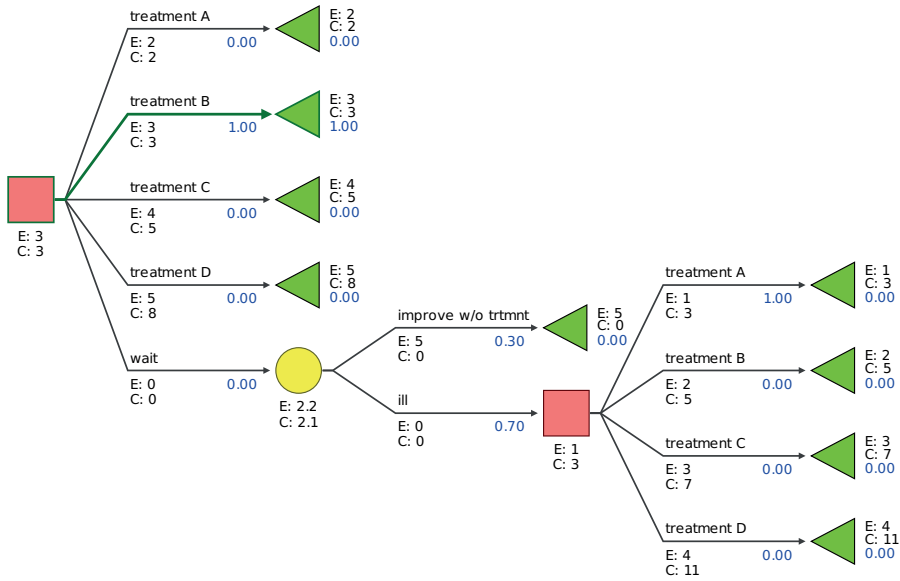 treatment A
E: 2
C: 2
0.00
E: 2
C: 2
0.00
treatment B
E: 3
C: 3
1.00
E: 3
C: 3
1.00
E: 3
C: 3
treatment C
E: 4
C: 5
0.00
E: 4
C: 5
0.00
treatment D
E: 5
C: 8
0.00
E: 5
C: 8
0.00
wait
E: 0
C: 0
0.00
E: 2.2
C: 2.1
improve w/o trtmnt
E: 5
C: 0
0.30
E: 5
C: 0
0.00
ill
E: 0
C: 0
0.70
E: 1
C: 3
treatment A
E: 1
C: 3
1.00
E: 1
C: 3
0.00
treatment B
E: 2
C: 5
0.00
E: 2
C: 5
0.00
treatment C
E: 3
C: 7
0.00
E: 3
C: 7
0.00
treatment D
E: 4
C: 11
0.00
E: 4
C: 11
0.00